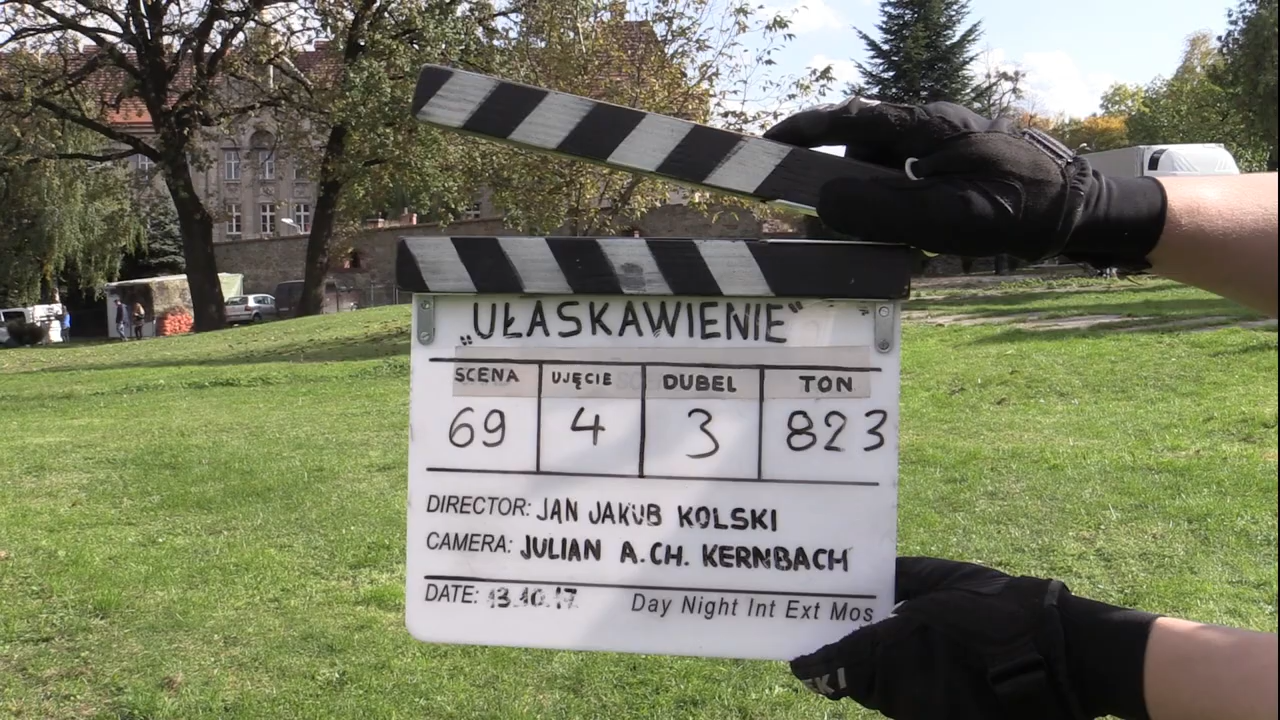 „UŁASKAWIENIE"
SCENA UJĘCIE DUBEL TON
69 4 3 823
DIRECTOR: JAN JAKUB KOLSKI
CAMERA: JULIAN A.CH. KERNBACH
DATE: 13.10.17 Day Night Int Ext Mos